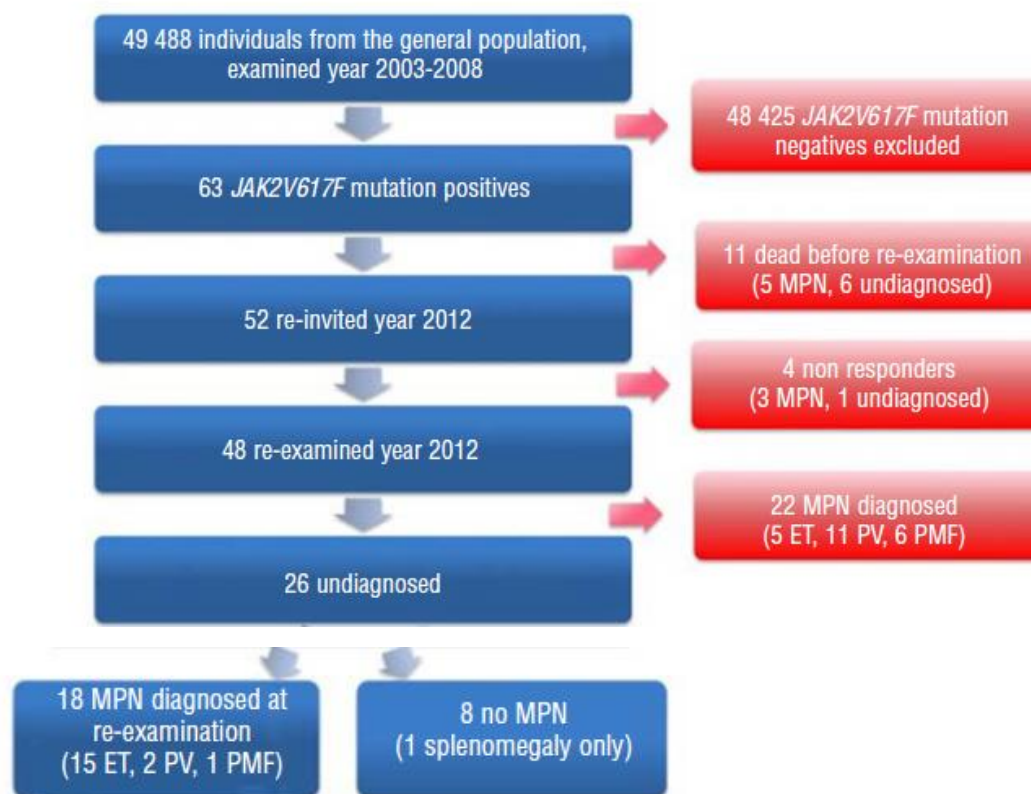 49 488 individuals from the general population,
examined year 2003-2008
48 425 JAK2V617F mutation
negatives excluded
63 JAK2V617F mutation positives
11 dead before re-examination
(5 MPN, 6 undiagnosed)
52 re-invited year 2012
4 non responders
(3 MPN, 1 undiagnosed)
48 re-examined year 2012
22 MPN diagnosed
(5 ET, 11 PV, 6 PMF)
26 undiagnosed
18 MPN diagnosed at
re-examination
(15 ET, 2 PV, 1 PMF)
8 no MPN
(1 splenomegaly only)